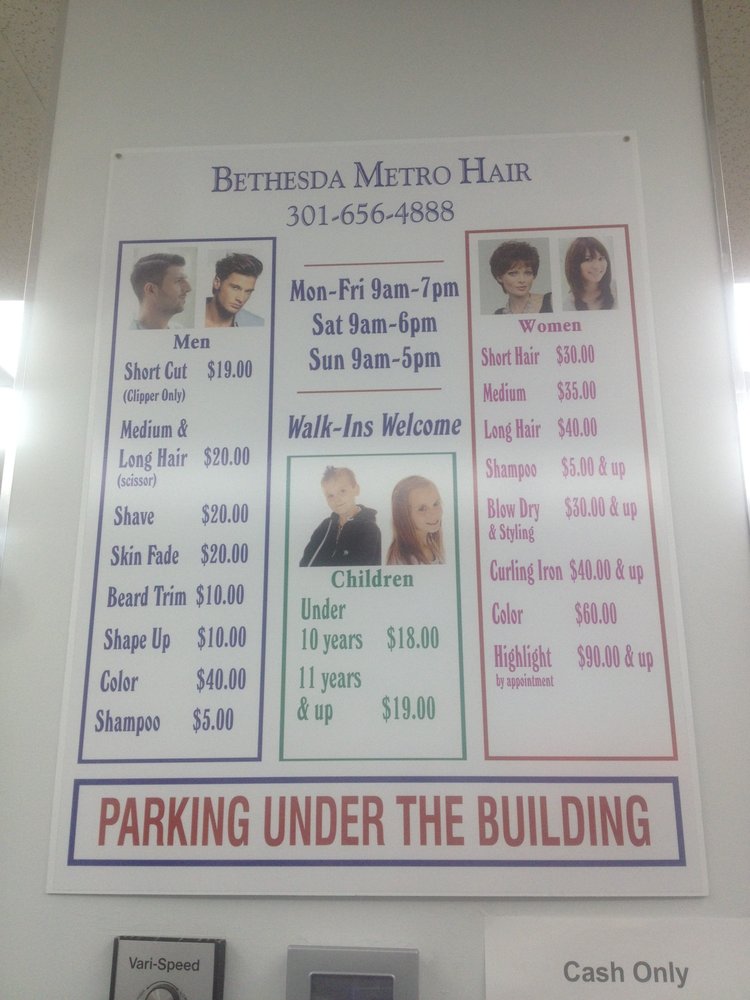 BETHESDA METRO HAIR
301-656-4888
Men
Short Cut $19.00
(Clipper Only)
Medium &
Long Hair $20.00
(scissor)
Shave $20.00
Skin Fade $20.00
Beard Trim $10.00
Shape Up $10.00
Color $40.00
Shampoo $5.00
Mon-Fri 9am-7pm
Sat 9am-6pm
Sun 9am-5pm
Walk-Ins Welcome
Children
Under
10 years $18.00
11 years
& up $19.00
Women
Short Hair $30.00
Medium $35.00
Long Hair $40.00
Shampoo $5.00 & up
Blow Dry $30.00 & up
& Styling
Curling Iron $40.00 & up
Color $60.00
Highlight $90.00 & up
by appointment
PARKING UNDER THE BUILDING
Vari-Speed
Cash Only